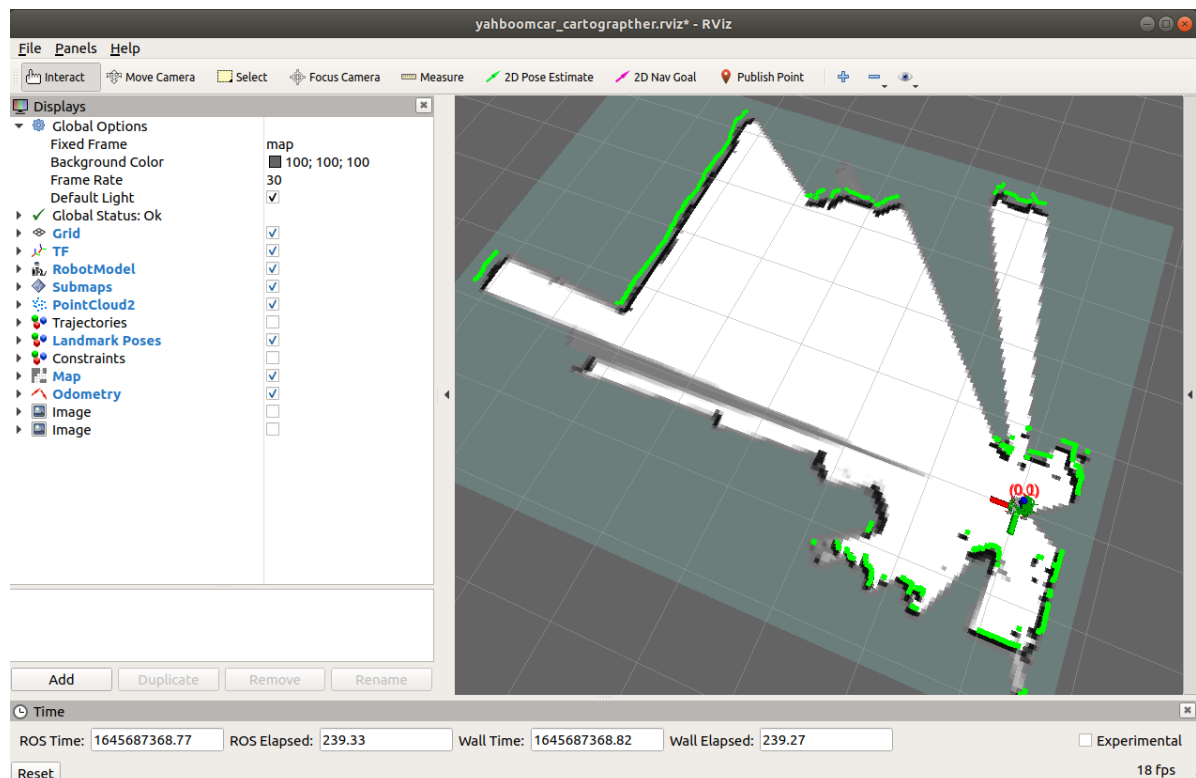 yahboomcar_cartograpther.rviz* - RViz
File Panels Help
Interact Move Camera Select Focus Camera Measure 2D Pose Estimate 2D Nav Goal Publish Point
Displays
Global Options
Fixed Frame map
Background Color 100; 100; 100
Frame Rate 30
Default Light
Global Status: Ok
Grid
TF
RobotModel
Submaps
PointCloud2
Trajectories
Landmark Poses
Constraints
Map
Odometry
Image
Image
(0,0)
Add Duplicate Remove Rename
Time
ROS Time: 1645687368.77 ROS Elapsed: 239.33 Wall Time: 1645687368.82 Wall Elapsed: 239.27 Experimental
Reset 18 fps